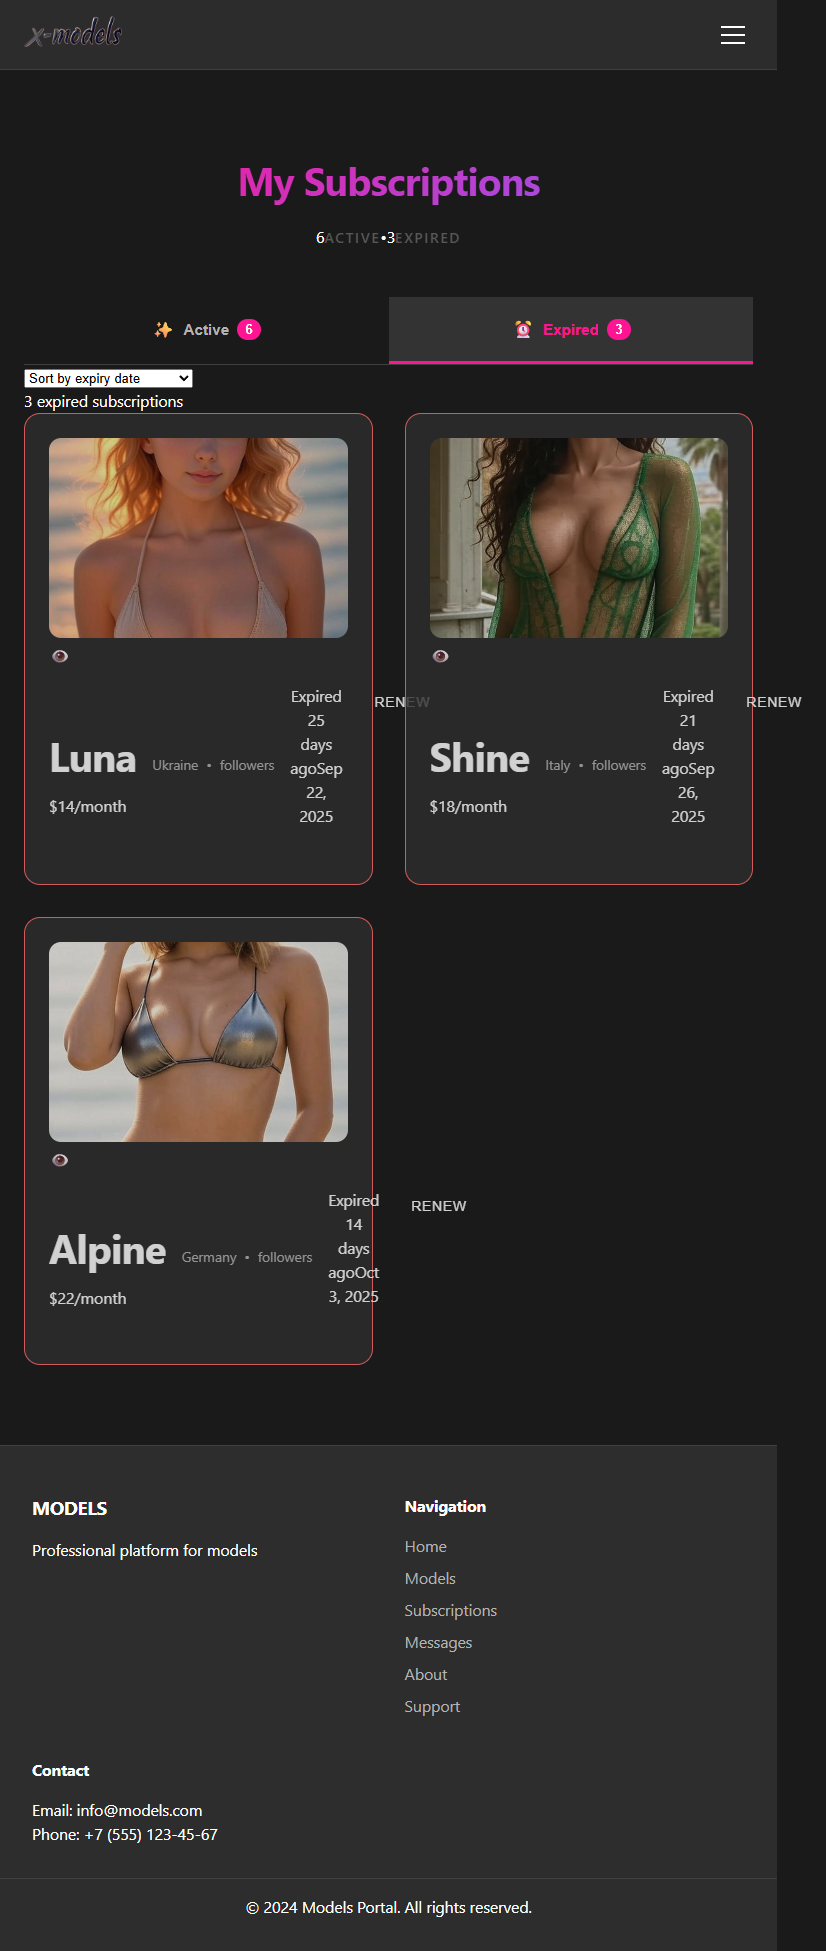 x-models
My Subscriptions
6ACTIVE•3EXPIRED
Active 6
Expired 3
Sort by expiry date
3 expired subscriptions
Luna
Ukraine • followers
$14/month
Expired
25
days
agoSep
22,
2025
RENEW
Shine
Italy • followers
$18/month
Expired
21
days
agoSep
26,
2025
RENEW
Alpine
Germany • followers
$22/month
Expired
14
days
agoOct
3, 2025
RENEW
MODELS
Professional platform for models
Navigation
Home
Models
Subscriptions
Messages
About
Support
Contact
Email: info@models.com
Phone: +7 (555) 123-45-67
© 2024 Models Portal. All rights reserved.